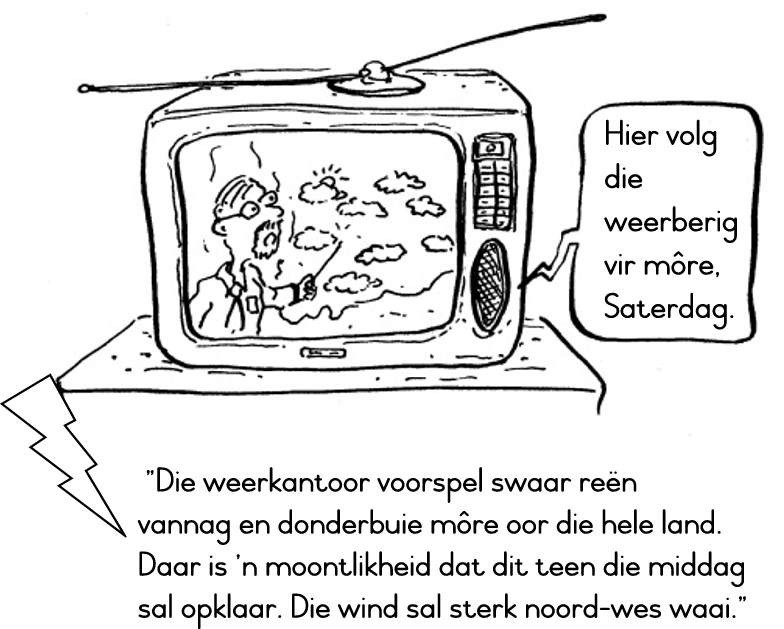 Hier volg
die
weerberig
vir môre,
Saterdag.
"Die weerkantoor voorspel swaar reën
vannag en donderbuie môre oor die hele land.
Daar is 'n moontlikheid dat dit teen die middag
sal opklaar. Die wind sal sterk noord-wes waai."